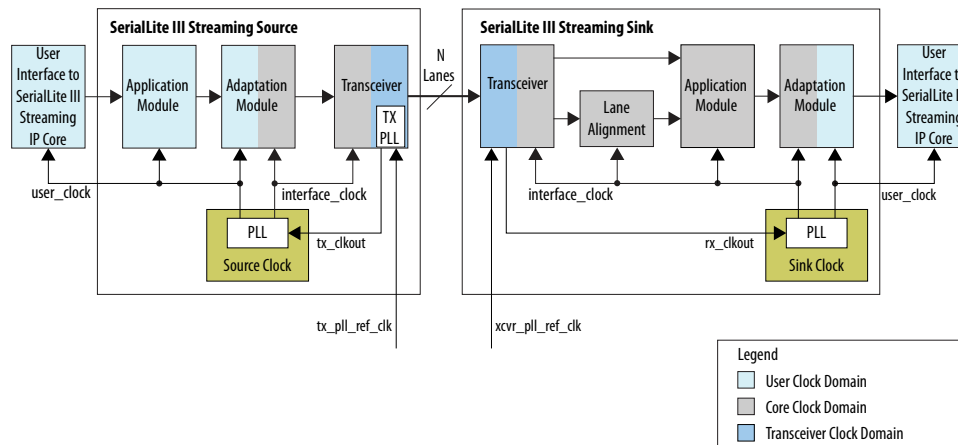 SerialLite III Streaming Source
SerialLite III Streaming Sink
User
Interface to
SerialLite III
Streaming
IP Core
Application
Module
Adaptation
Module
Transceiver
TX
PLL
N
Lanes
Transceiver
Lane
Alignment
Application
Module
Adaptation
Module
User
Interface to
SerialLite I
Streaming
IP Core
user_clock
interface_clock
PLL
Source Clock
tx_clkout
interface_clock
rx_clkout
PLL
Sink Clock
user_clock
tx_pll_ref_clk
xcvr_pll_ref_clk
Legend
User Clock Domain
Core Clock Domain
Transceiver Clock Domain